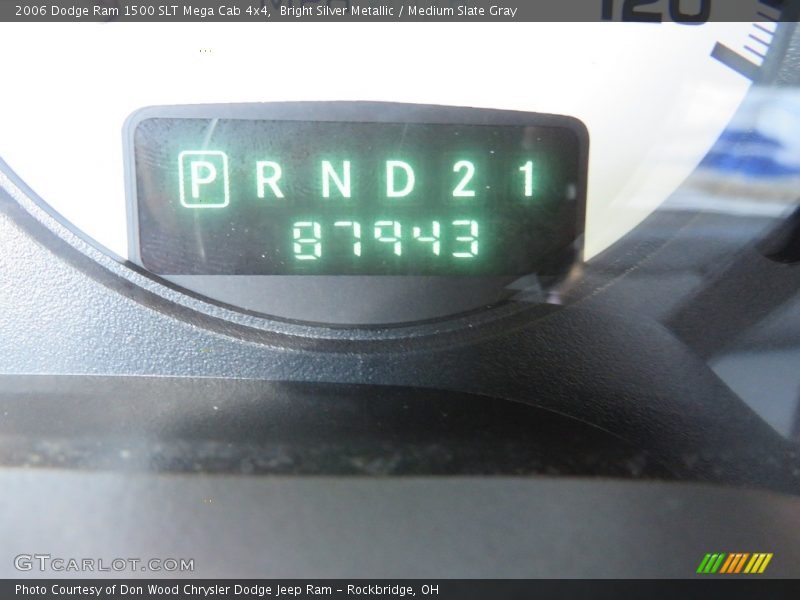 2006 Dodge Ram 1500 SLT Mega Cab 4x4, Bright Silver Metallic / Medium Slate Gray
MPH 120
P R N D 2 1
87943
GTCARLOT.COM
Photo Courtesy of Don Wood Chrysler Dodge Jeep Ram - Rockbridge, OH